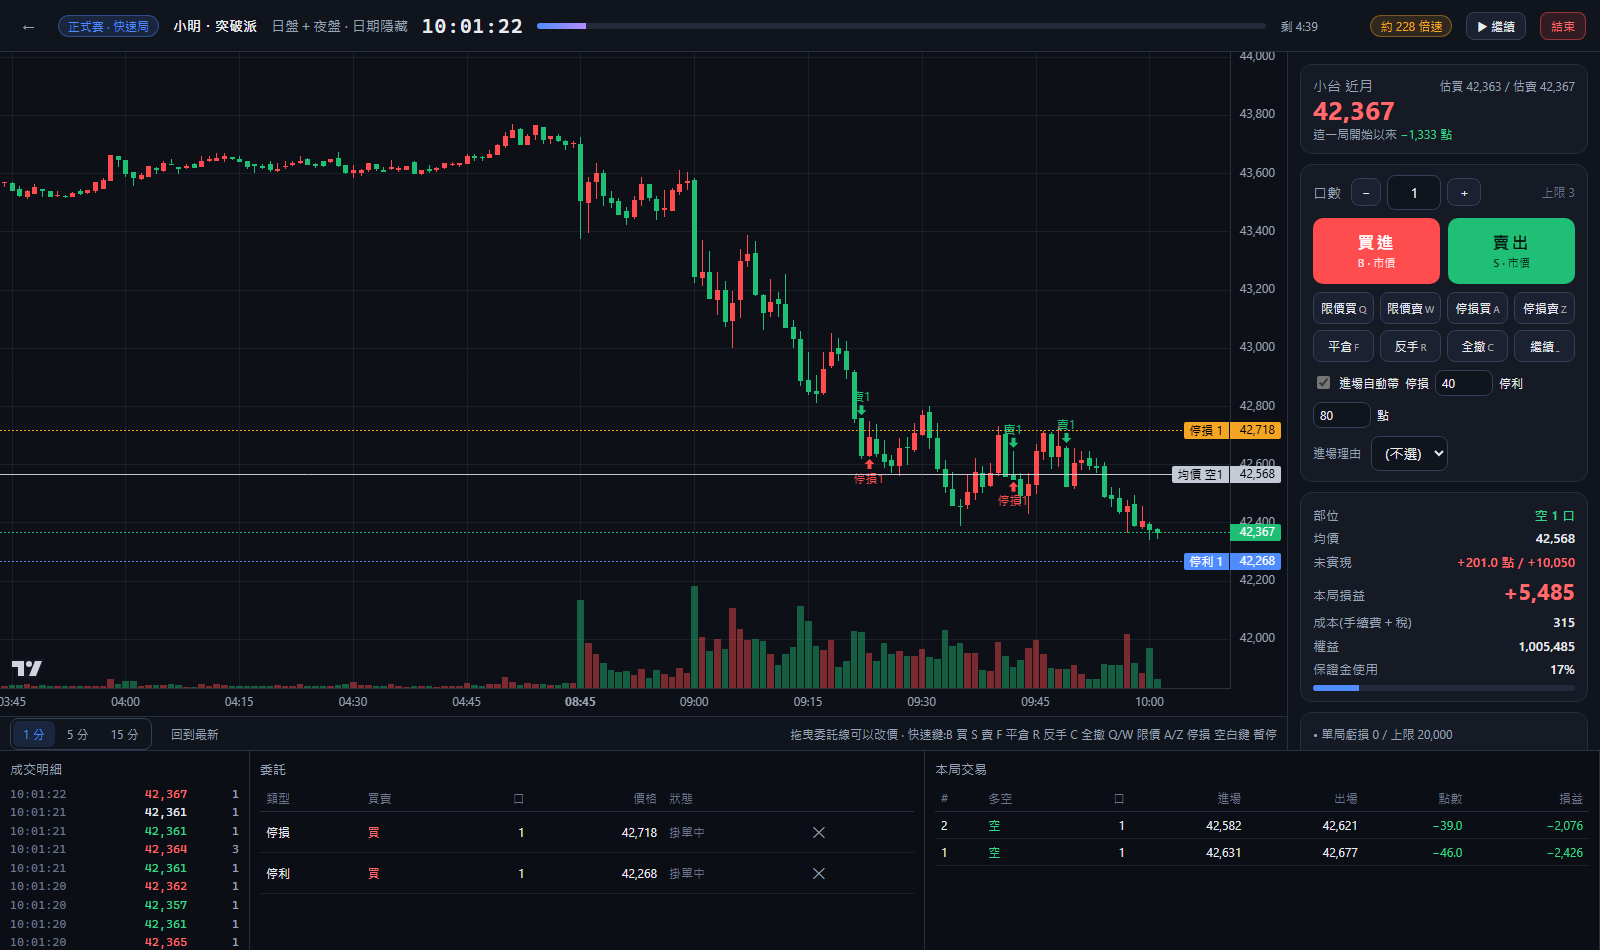 ← 正式賽 · 快速局 小明 · 突破派 日盤＋夜盤 · 日期隱藏 10:01:22 剩 4:39 約 228 倍速 ▶ 繼續 結束
44,000
43,800
43,600
43,400
43,200
43,000
42,800
42,600
42,400
42,200
42,000
賣1
停損1
賣1
停損1
賣1
停損 1 42,718
均價 空1 42,568
42,367
停利 1 42,268
03:45 04:00 04:15 04:30 04:45 08:45 09:00 09:15 09:30 09:45 10:00
1 分 5 分 15 分 回到最新 拖曳委託線可以改價 · 快速鍵:B 買 S 賣 F 平倉 R 反手 C 全撤 Q/W 限價 A/Z 停損 空白鍵 暫停
小台 近月 估買 42,363 / 估賣 42,367
42,367
這一局開始以來 −1,333 點
口數 − 1 + 上限 3
買進 賣出
B · 市價 S · 市價
限價買 Q 限價賣 W 停損買 A 停損賣 Z
平倉 F 反手 R 全撤 C 繼續 _
進場自動帶 停損 40 停利
80 點
進場理由 (不選)
部位 空 1 口
均價 42,568
未實現 +201.0 點 / +10,050
本局損益 +5,485
成本(手續費＋稅) 315
權益 1,005,485
保證金使用 17%
• 單局虧損 0 / 上限 20,000
成交明細
10:01:22 42,367 1
10:01:21 42,361 1
10:01:21 42,361 1
10:01:21 42,364 3
10:01:21 42,361 1
10:01:20 42,362 1
10:01:20 42,357 1
10:01:20 42,361 1
10:01:20 42,365 1
委託
類型 買賣 口 價格 狀態
停損 買 1 42,718 掛單中
停利 買 1 42,268 掛單中
本局交易
# 多空 口 進場 出場 點數 損益
2 空 1 42,582 42,621 −39.0 −2,076
1 空 1 42,631 42,677 −46.0 −2,426